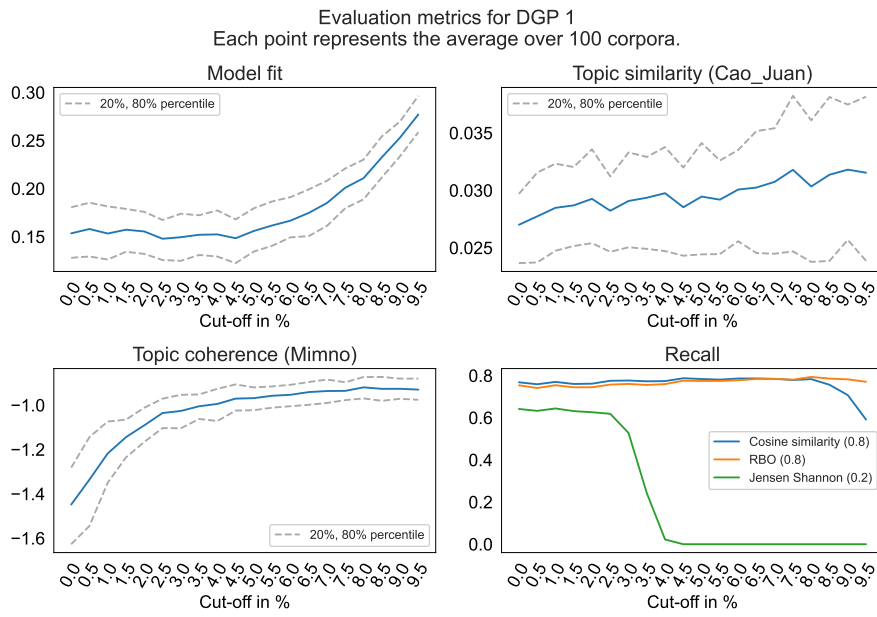 Evaluation metrics for DGP 1
Each point represents the average over 100 corpora.
Model fit
20%, 80% percentile
0.30
0.25
0.20
0.15
0.0 0.5 1.0 1.5 2.0 2.5 3.0 3.5 4.0 4.5 5.0 5.5 6.0 6.5 7.0 7.5 8.0 8.5 9.0 9.5
Cut-off in %
Topic similarity (Cao_Juan)
20%, 80% percentile
0.035
0.030
0.025
0.0 0.5 1.0 1.5 2.0 2.5 3.0 3.5 4.0 4.5 5.0 5.5 6.0 6.5 7.0 7.5 8.0 8.5 9.0 9.5
Cut-off in %
Topic coherence (Mimno)
−1.0
−1.2
−1.4
−1.6
20%, 80% percentile
0.0 0.5 1.0 1.5 2.0 2.5 3.0 3.5 4.0 4.5 5.0 5.5 6.0 6.5 7.0 7.5 8.0 8.5 9.0 9.5
Cut-off in %
Recall
0.8
0.6
0.4
0.2
0.0
Cosine similarity (0.8)
RBO (0.8)
Jensen Shannon (0.2)
0.0 0.5 1.0 1.5 2.0 2.5 3.0 3.5 4.0 4.5 5.0 5.5 6.0 6.5 7.0 7.5 8.0 8.5 9.0 9.5
Cut-off in %